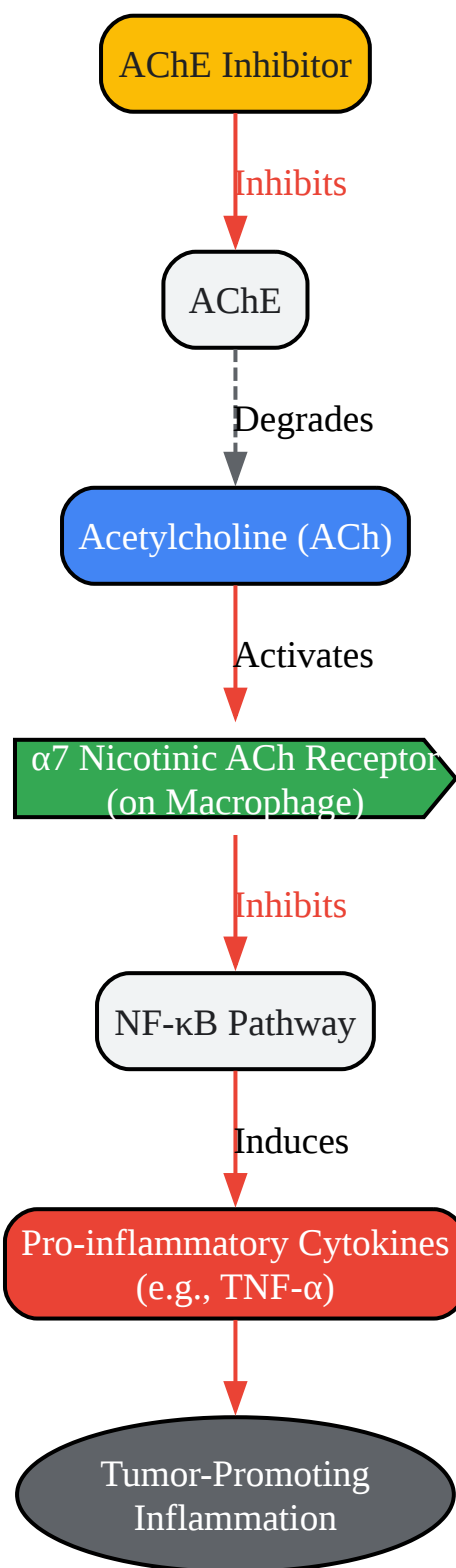 AChE Inhibitor
Inhibits
AChE
Degrades
Acetylcholine (ACh)
Activates
α7 Nicotinic ACh Receptor
(on Macrophage)
Inhibits
NF-κB Pathway
Induces
Pro-inflammatory Cytokines
(e.g., TNF-α)
Tumor-Promoting
Inflammation